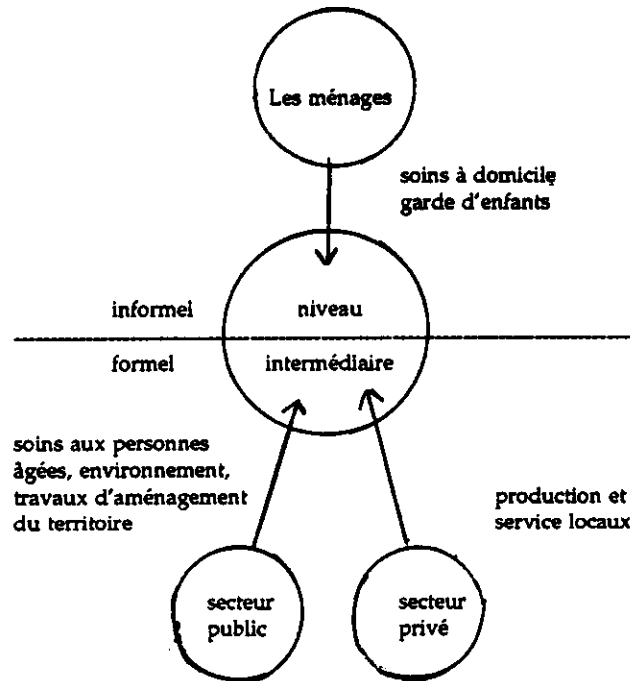 Les ménages
soins à domicile
garde d'enfants
informel
niveau
formel
intermédiaire
soins aux personnes
âgées, environnement,
travaux d'aménagement
du territoire
production et
service locaux
secteur
public
secteur
privé